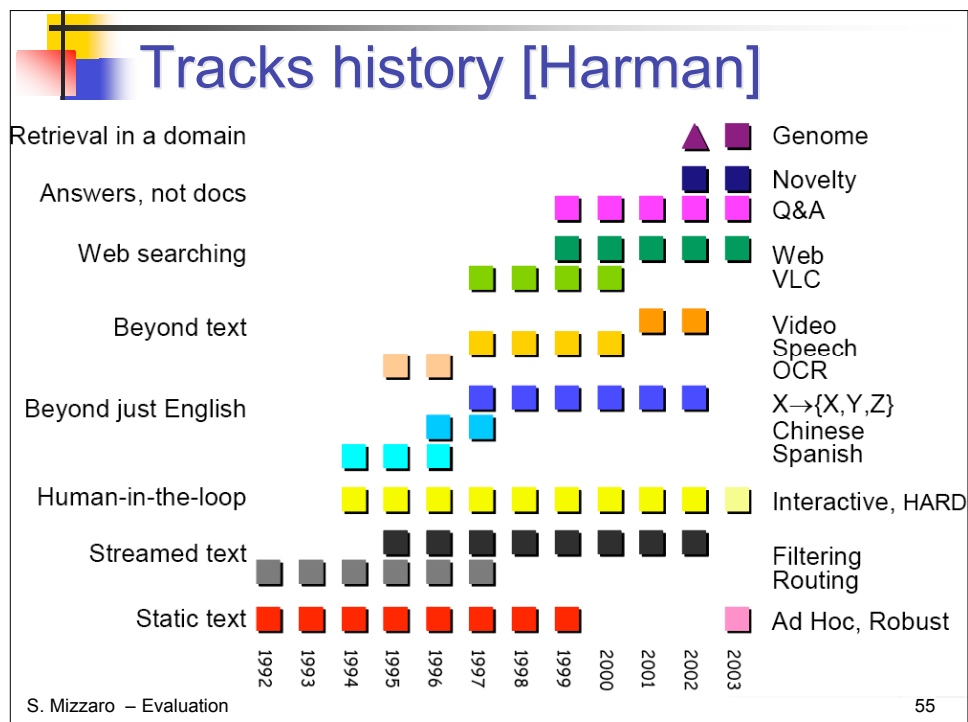 Tracks history [Harman]
Retrieval in a domain
Genome
Answers, not docs
Novelty
Q&A
Web searching
Web
VLC
Beyond text
Video
Speech
OCR
Beyond just English
X→{X,Y,Z}
Chinese
Spanish
Human-in-the-loop
Interactive, HARD
Streamed text
Filtering
Routing
Static text
Ad Hoc, Robust
1992
1993
1994
1995
1996
1997
1998
1999
2000
2001
2002
2003
S. Mizzaro – Evaluation
55